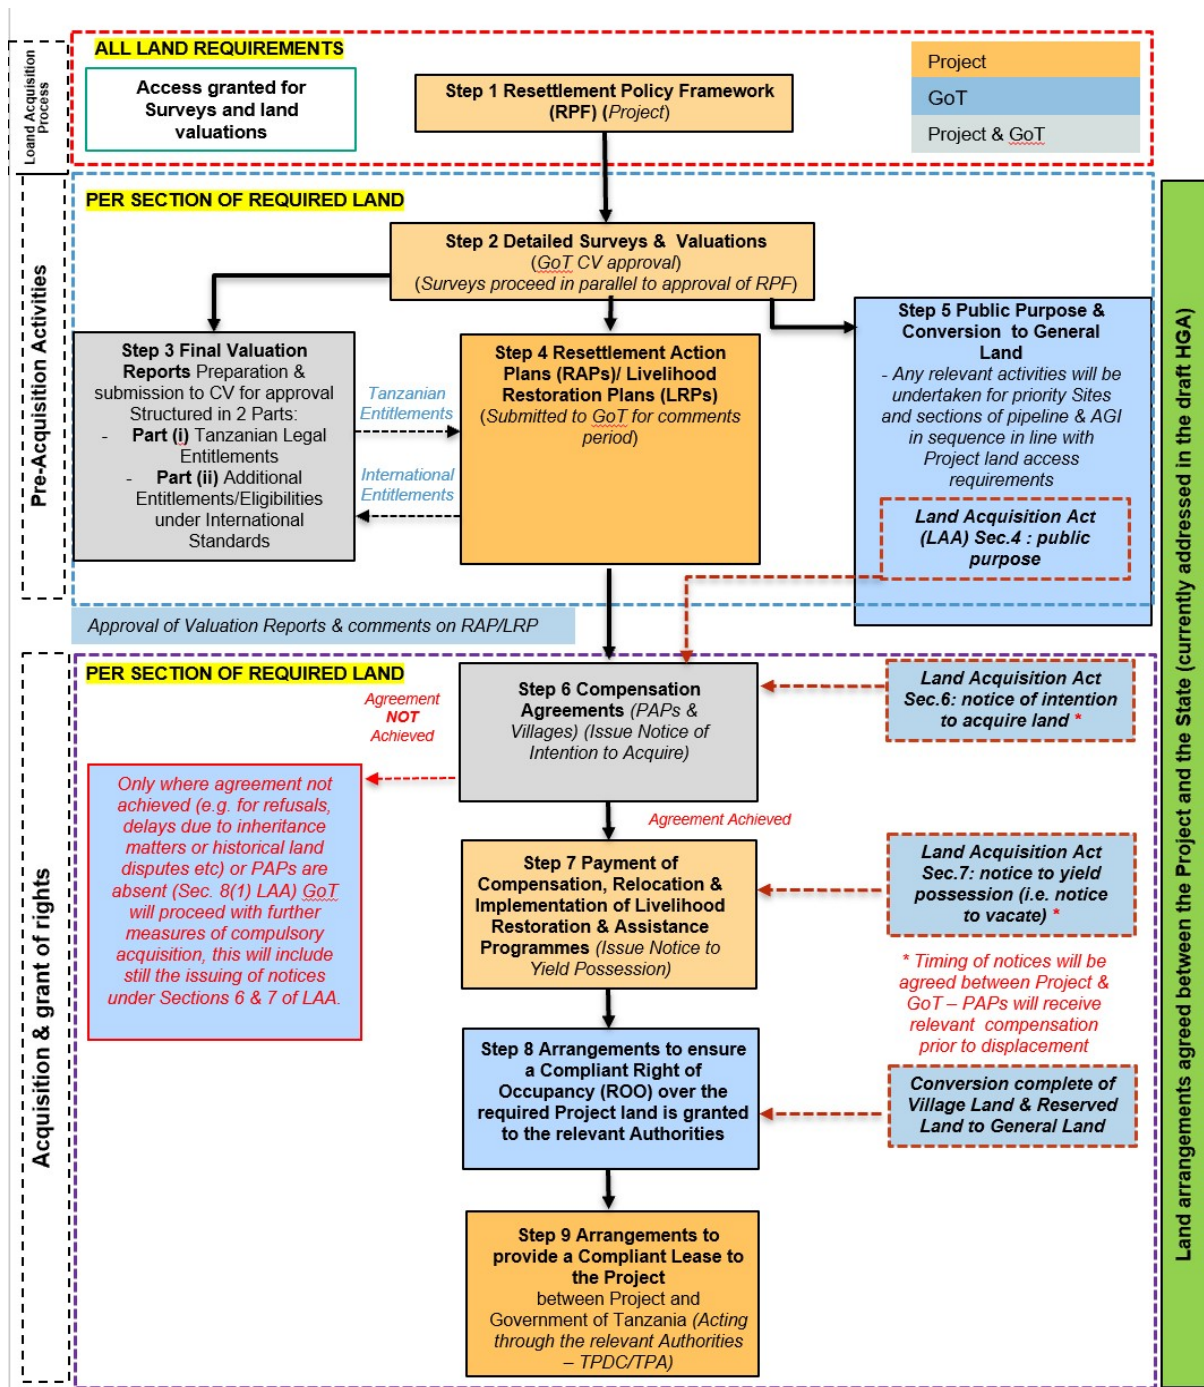 Loand Acquisition
Process
ALL LAND REQUIREMENTS
Access granted for
Surveys and land
valuations
Step 1 Resettlement Policy Framework
(RPF) (Project)
Project
GoT
Project & GoT
Pre-Acquisition Activities
PER SECTION OF REQUIRED LAND
Step 2 Detailed Surveys & Valuations
(GoT CV approval)
(Surveys proceed in parallel to approval of RPF)
Step 3 Final Valuation
Reports Preparation &
submission to CV for approval
Structured in 2 Parts:
- Part (i) Tanzanian Legal
Entitlements
- Part (ii) Additional
Entitlements/Eligibilities
under International
Standards
Tanzanian
Entitlements
International
Entitlements
Step 4 Resettlement Action
Plans (RAPs)/ Livelihood
Restoration Plans (LRPs)
(Submitted to GoT for comments
period)
Step 5 Public Purpose &
Conversion to General
Land
- Any relevant activities will be
undertaken for priority Sites
and sections of pipeline & AGI
in sequence in line with
Project land access
requirements
Land Acquisition Act
(LAA) Sec.4 : public
purpose
Approval of Valuation Reports & comments on RAP/LRP
Acquisition & grant of rights
PER SECTION OF REQUIRED LAND
Agreement
NOT
Achieved
Step 6 Compensation
Agreements (PAPs &
Villages) (Issue Notice of
Intention to Acquire)
Land Acquisition Act
Sec.6: notice of intention
to acquire land *
Only where agreement not
achieved (e.g. for refusals,
delays due to inheritance
matters or historical land
disputes etc) or PAPs are
absent (Sec. 8(1) LAA) GoT
will proceed with further
measures of compulsory
acquisition, this will include
still the issuing of notices
under Sections 6 & 7 of LAA.
Agreement Achieved
Step 7 Payment of
Compensation, Relocation &
Implementation of Livelihood
Restoration & Assistance
Programmes (Issue Notice to
Yield Possession)
Land Acquisition Act
Sec.7: notice to yield
possession (i.e. notice
to vacate) *
* Timing of notices will be
agreed between Project &
GoT – PAPs will receive
relevant compensation
prior to displacement
Step 8 Arrangements to ensure
a Compliant Right of
Occupancy (ROO) over the
required Project land is granted
to the relevant Authorities
Conversion complete of
Village Land & Reserved
Land to General Land
Step 9 Arrangements to
provide a Compliant Lease to
the Project
between Project and
Government of Tanzania (Acting
through the relevant Authorities
– TPDC/TPA)
Land arrangements agreed between the Project and the State (currently addressed in the draft HGA)